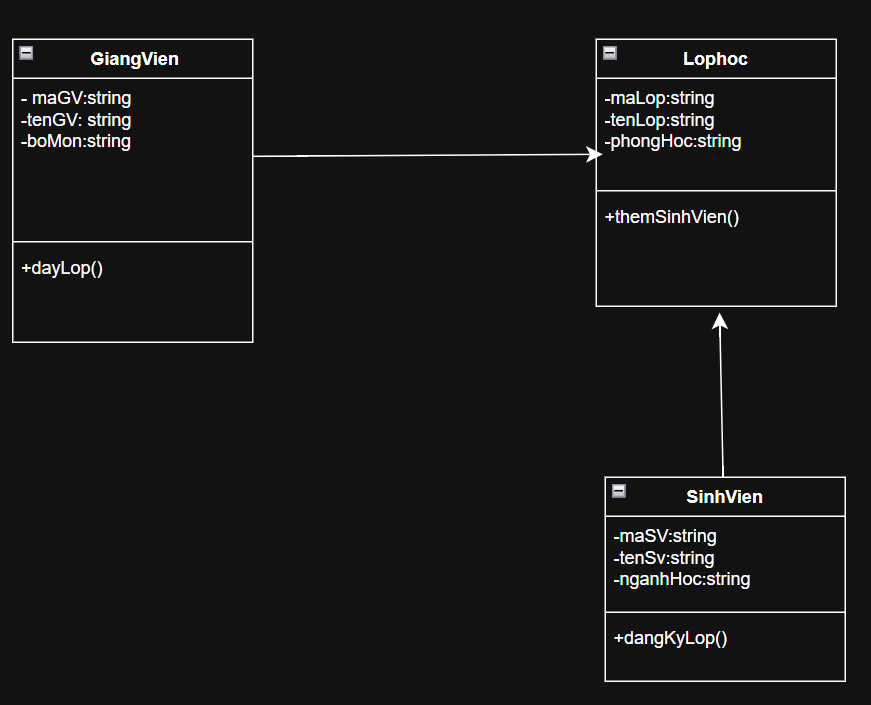 GiangVien
- maGV:string
-tenGV: string
-boMon:string
+dayLop()
Lophoc
-maLop:string
-tenLop:string
-phongHoc:string
+themSinhVien()
SinhVien
-maSV:string
-tenSv:string
-nganhHoc:string
+dangKyLop()